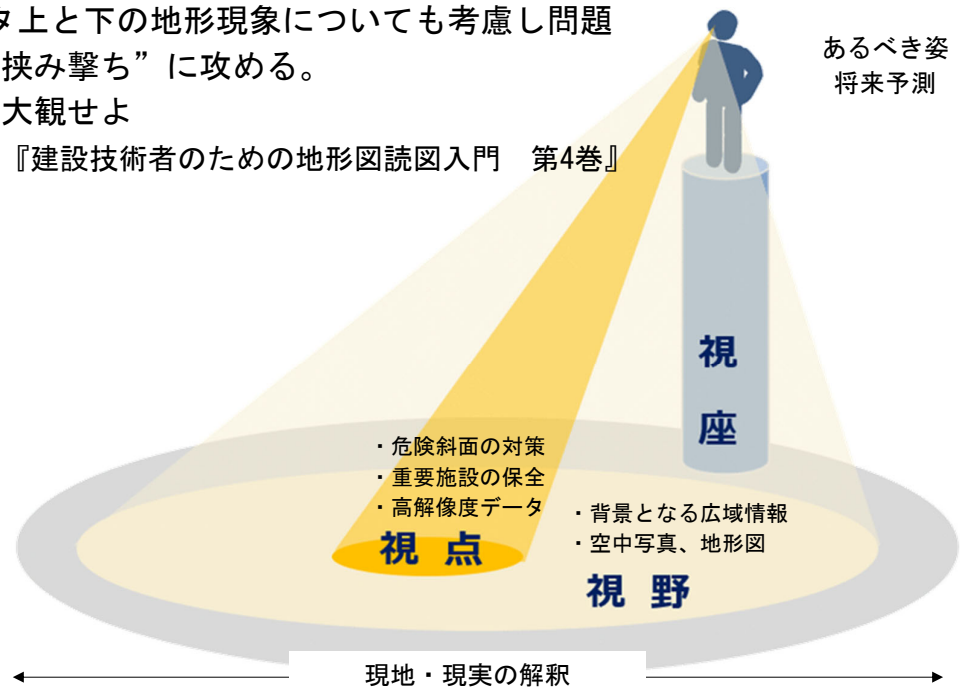 タ上と下の地形現象についても考慮し問題
挟み撃ち”に攻める。
大観せよ
『建設技術者のための地形図読図入門　第4巻』
あるべき姿
将来予測
視
座
・危険斜面の対策
・重要施設の保全
・高解像度データ
視 点
・背景となる広域情報
・空中写真、地形図
視 野
現地・現実の解釈